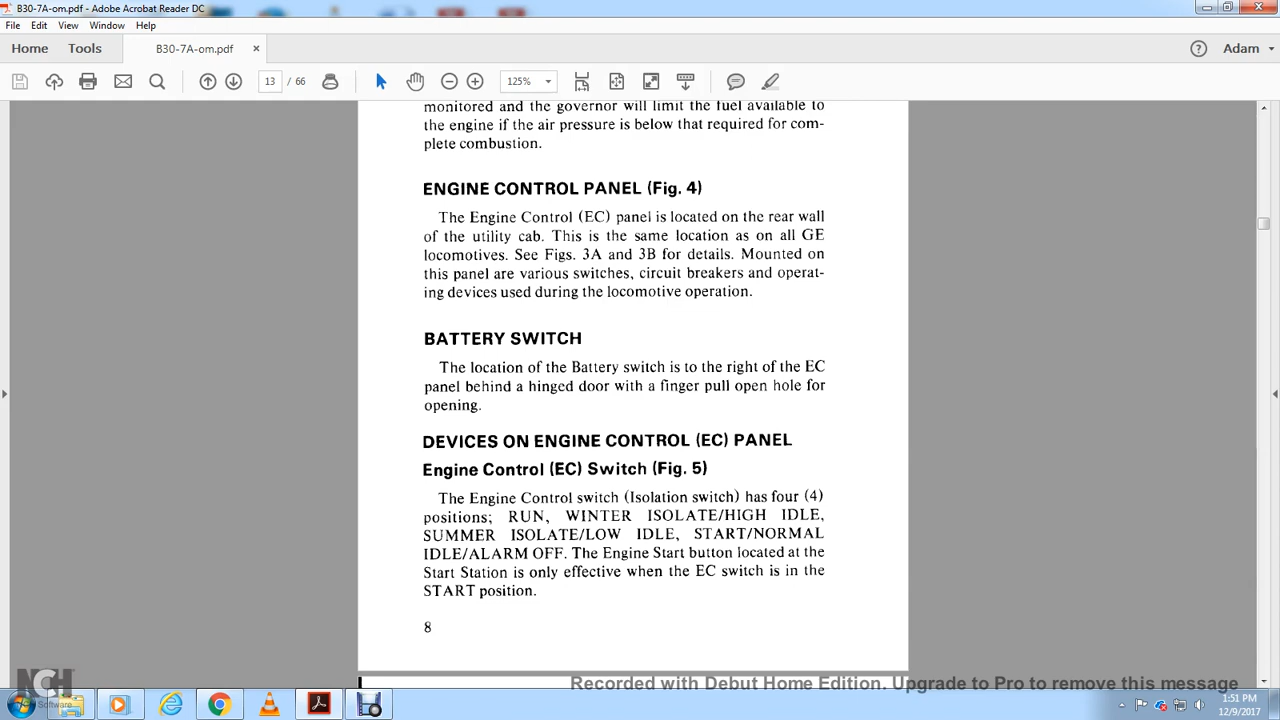 B30-7A-om.pdf - Adobe Acrobat Reader DC
File Edit View Window Help
Home Tools B30-7A-om.pdf × Adam
13 / 66 125%
monitored and the governor will limit the fuel available to
the engine if the air pressure is below that required for com-
plete combustion.
ENGINE CONTROL PANEL (Fig. 4)
The Engine Control (EC) panel is located on the rear wall
of the utility cab. This is the same location as on all GE
locomotives. See Figs. 3A and 3B for details. Mounted on
this panel are various switches, circuit breakers and operat-
ing devices used during the locomotive operation.
BATTERY SWITCH
The location of the Battery switch is to the right of the EC
panel behind a hinged door with a finger pull open hole for
opening.
DEVICES ON ENGINE CONTROL (EC) PANEL
Engine Control (EC) Switch (Fig. 5)
The Engine Control switch (Isolation switch) has four (4)
positions; RUN, WINTER ISOLATE/HIGH IDLE,
SUMMER ISOLATE/LOW IDLE, START/NORMAL
IDLE/ALARM OFF. The Engine Start button located at the
Start Station is only effective when the EC switch is in the
START position.
8
NCH Software
Recorded with Debut Home Edition. Upgrade to Pro to remove this message
1:51 PM
12/9/2017